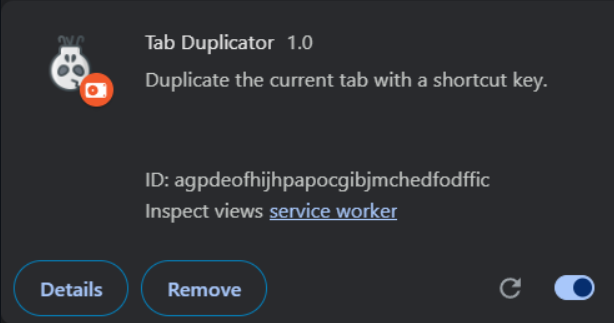 Tab Duplicator 1.0
Duplicate the current tab with a shortcut key.
ID: agpdeofhijhpapocgibjmchedfodffic
Inspect views service worker
Details Remove